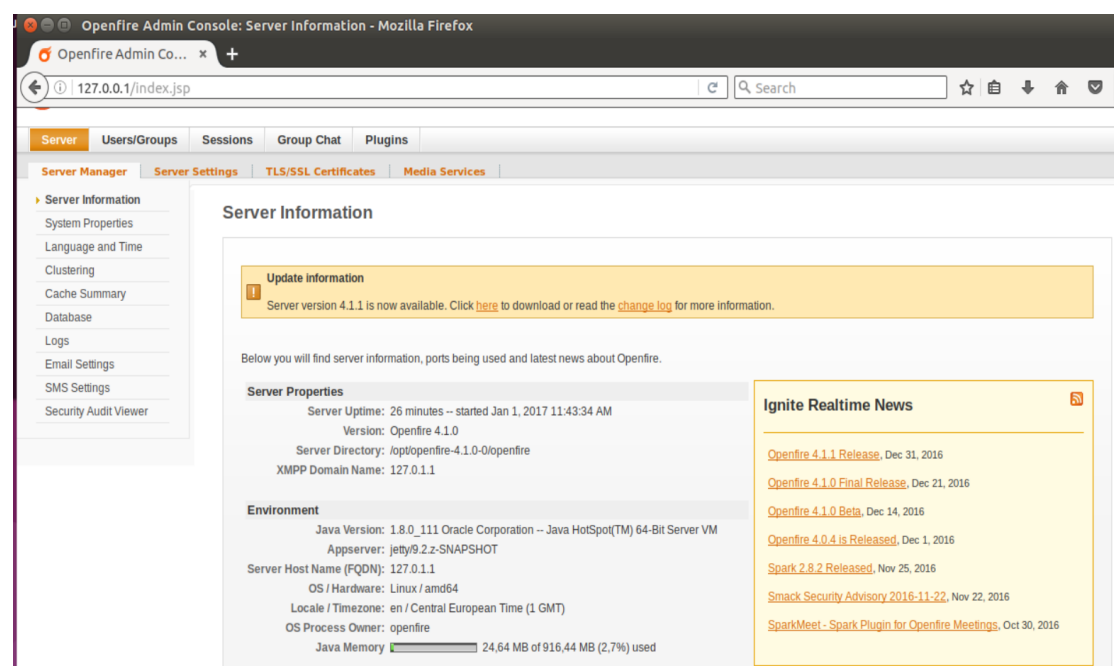 Openfire Admin Console: Server Information - Mozilla Firefox
Openfire Admin Co... × +
127.0.0.1/index.jsp
Search
Server Users/Groups Sessions Group Chat Plugins
Server Manager Server Settings TLS/SSL Certificates Media Services
Server Information
System Properties
Language and Time
Clustering
Cache Summary
Database
Logs
Email Settings
SMS Settings
Security Audit Viewer
Server Information
Update information
Server version 4.1.1 is now available. Click here to download or read the change log for more information.
Below you will find server information, ports being used and latest news about Openfire.
Server Properties
Server Uptime: 26 minutes -- started Jan 1, 2017 11:43:34 AM
Version: Openfire 4.1.0
Server Directory: /opt/openfire-4.1.0-0/openfire
XMPP Domain Name: 127.0.1.1
Environment
Java Version: 1.8.0_111 Oracle Corporation -- Java HotSpot(TM) 64-Bit Server VM
Appserver: jetty/9.2.z-SNAPSHOT
Server Host Name (FQDN): 127.0.1.1
OS / Hardware: Linux / amd64
Locale / Timezone: en / Central European Time (1 GMT)
OS Process Owner: openfire
Java Memory 24,64 MB of 916,44 MB (2,7%) used
Ignite Realtime News
Openfire 4.1.1 Release, Dec 31, 2016
Openfire 4.1.0 Final Release, Dec 21, 2016
Openfire 4.1.0 Beta, Dec 14, 2016
Openfire 4.0.4 is Released, Dec 1, 2016
Spark 2.8.2 Released, Nov 25, 2016
Smack Security Advisory 2016-11-22, Nov 22, 2016
SparkMeet - Spark Plugin for Openfire Meetings, Oct 30, 2016